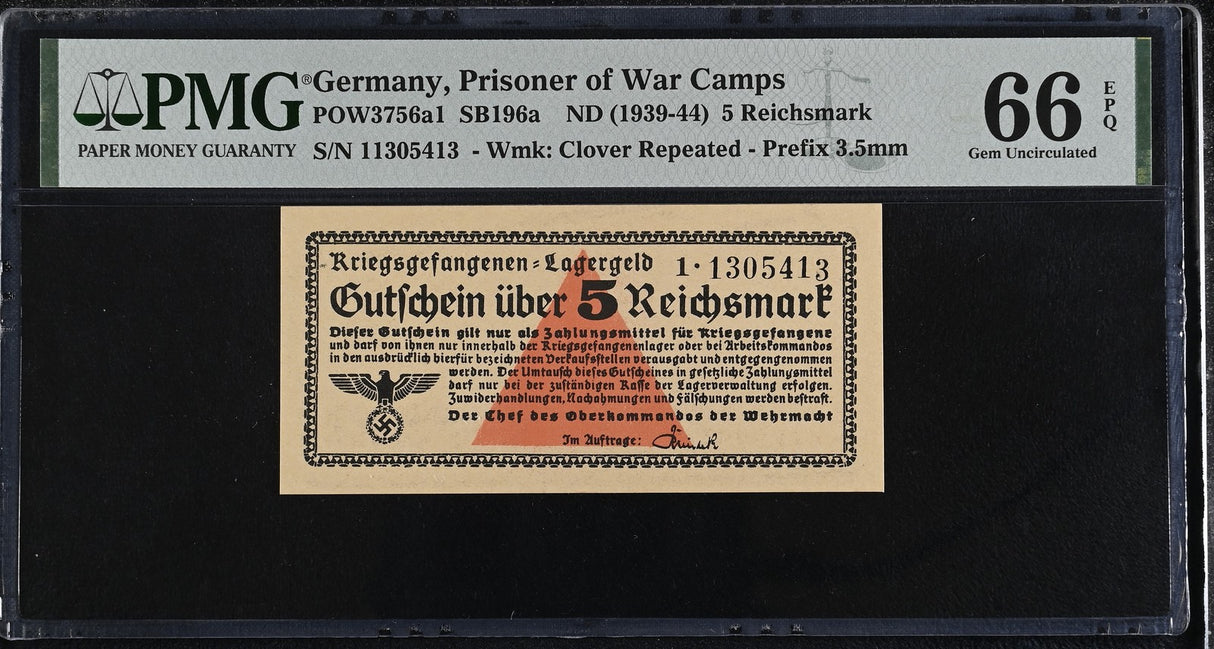 PMG®
PAPER MONEY GUARANTY
Germany, Prisoner of War Camps
POW3756a1 SB196a ND (1939-44) 5 Reichsmark
S/N 11305413 - Wmk: Clover Repeated - Prefix 3.5mm
66 EPQ
Gem Uncirculated
Kriegsgefangenen-Lagergeld 1·1305413
Gutschein über 5 Reichsmark
Dieser Gutschein gilt nur als Zahlungsmittel für Kriegsgefangene
und darf von ihnen nur innerhalb der Kriegsgefangenenlager oder bei Arbeitskommandos
in den ausdrücklich hierfür bezeichneten Verkaufsstellen verausgabt und entgegengenommen
werden. Der Umtausch dieses Gutscheines in gesetzliche Zahlungsmittel
darf nur bei der zuständigen Kasse der Lagerverwaltung erfolgen.
Zuwiderhandlungen, Nachahmungen und Fälschungen werden bestraft.
Der Chef des Oberkommandos der Wehrmacht
Im Auftrage: